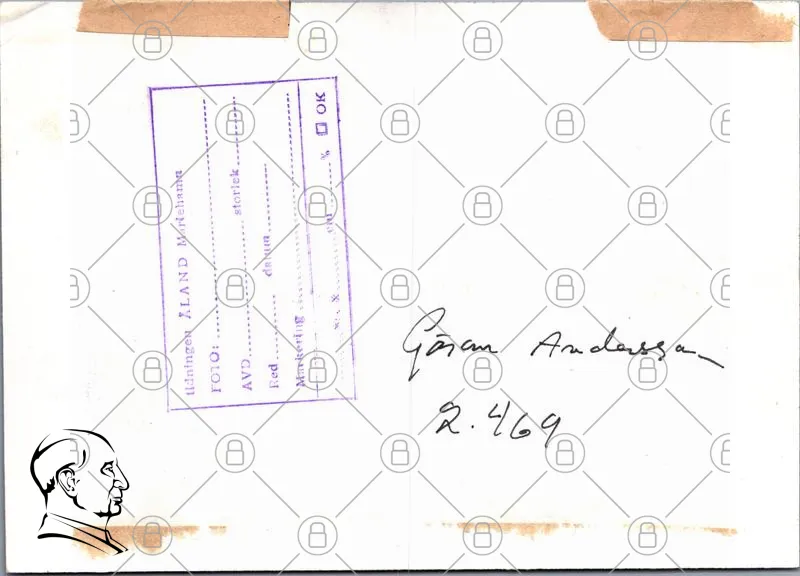 tidningen ÅLAND Mariehamn
FOTO:
AVD. storlek
Red. datum
Markering
% OK
Göran Andersson
2.469